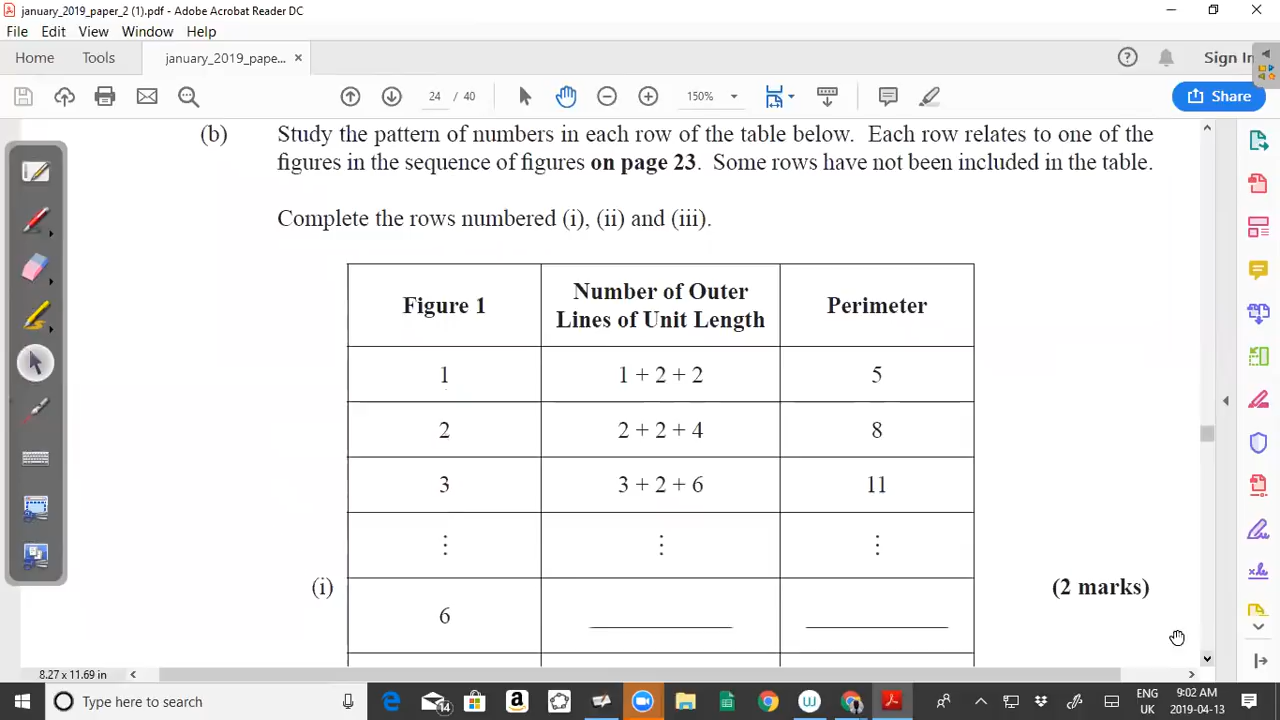 january_2019_paper_2 (1).pdf - Adobe Acrobat Reader DC
File Edit View Window Help
Home Tools january_2019_pape... × Sign In
24 / 40 150% Share
(b) Study the pattern of numbers in each row of the table below. Each row relates to one of the
figures in the sequence of figures on page 23. Some rows have not been included in the table.
Complete the rows numbered (i), (ii) and (iii).
Figure 1 Number of Outer Lines of Unit Length Perimeter
1 1 + 2 + 2 5
2 2 + 2 + 4 8
3 3 + 2 + 6 11
⋮ ⋮ ⋮
(i) 6 ____________ ____________ (2 marks)
8.27 x 11.69 in
Type here to search 14 ENG UK 9:02 AM 2019-04-13